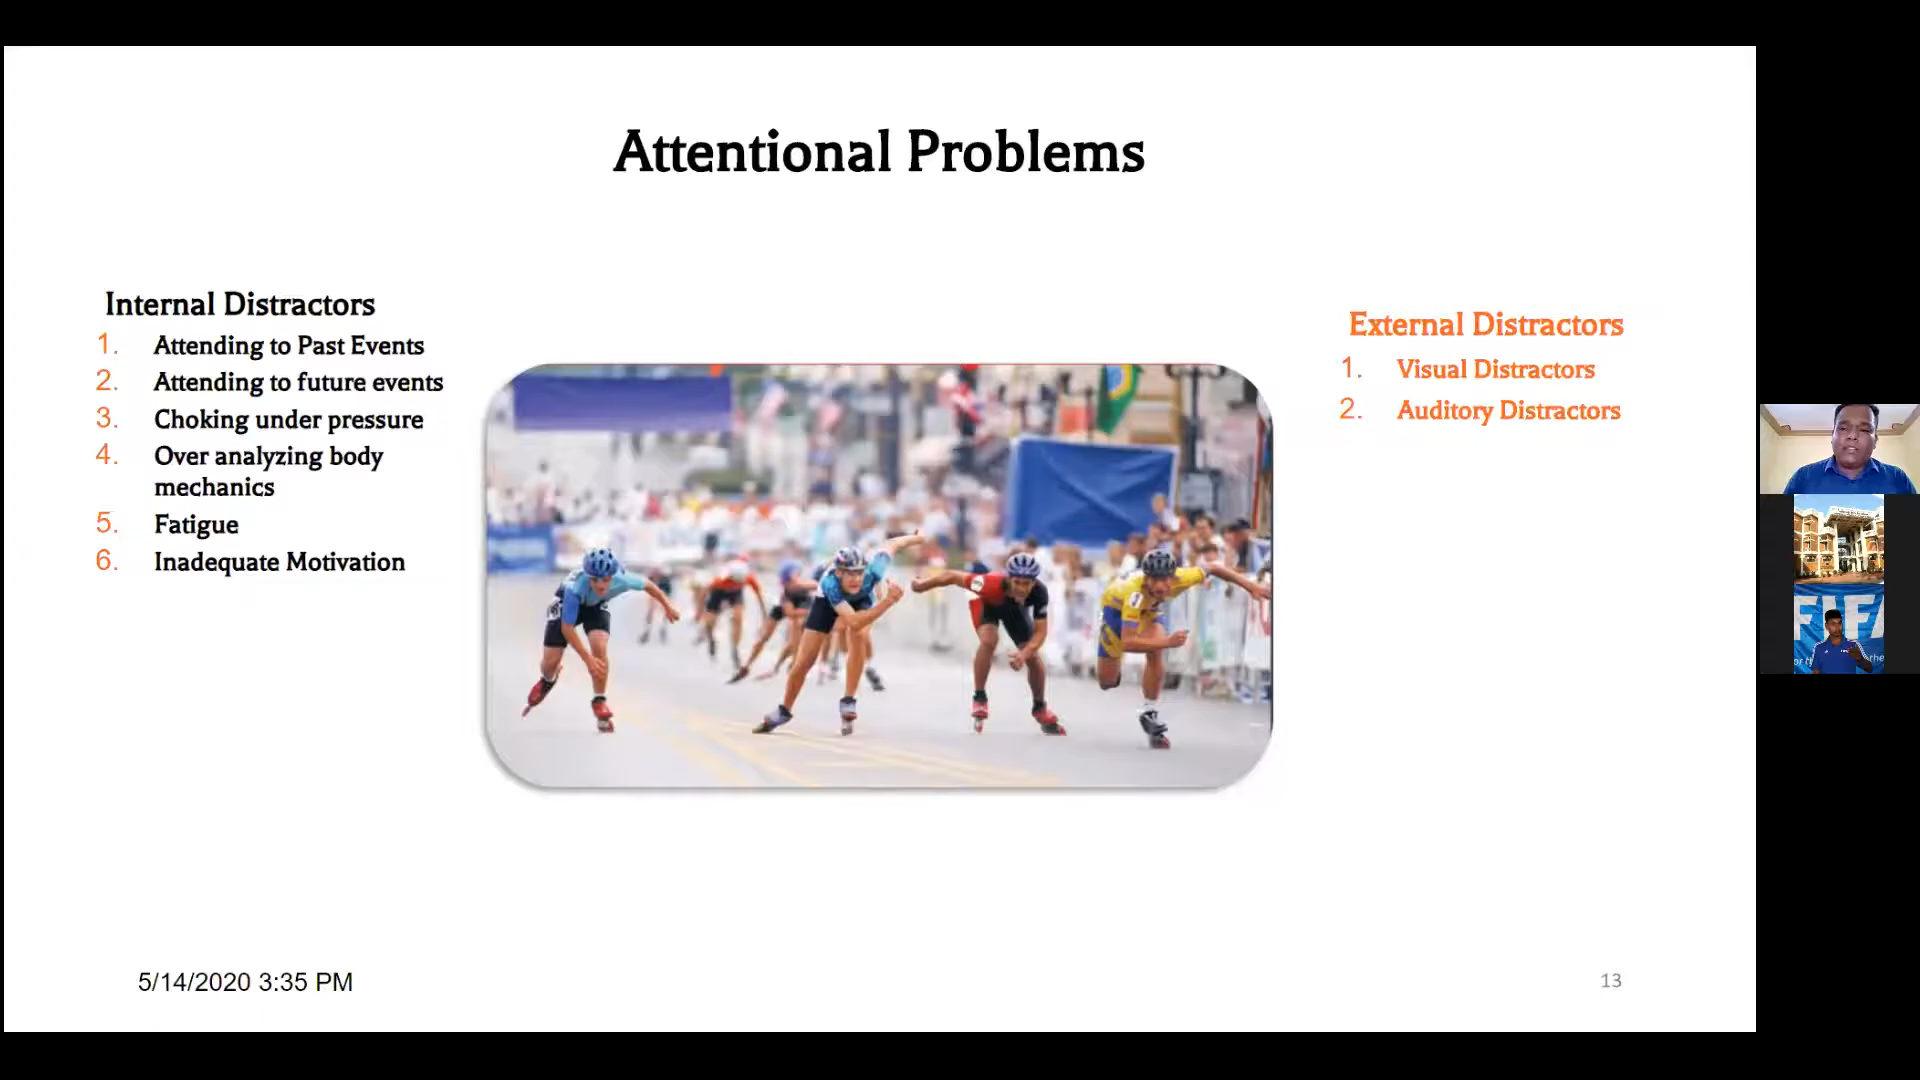 Attentional Problems
Internal Distractors
1. Attending to Past Events
2. Attending to future events
3. Choking under pressure
4. Over analyzing body
mechanics
5. Fatigue
6. Inadequate Motivation
External Distractors
1. Visual Distractors
2. Auditory Distractors
FIFA
5/14/2020 3:35 PM
13